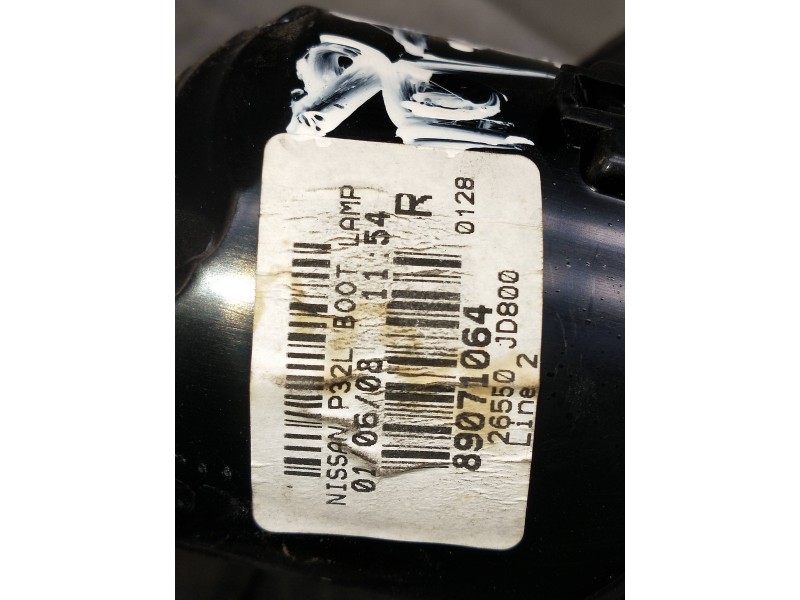 NISSAN P32L BOOT LAMP
01/06/08 11:54
R
89071064
26550 JD800 0128
Line 2